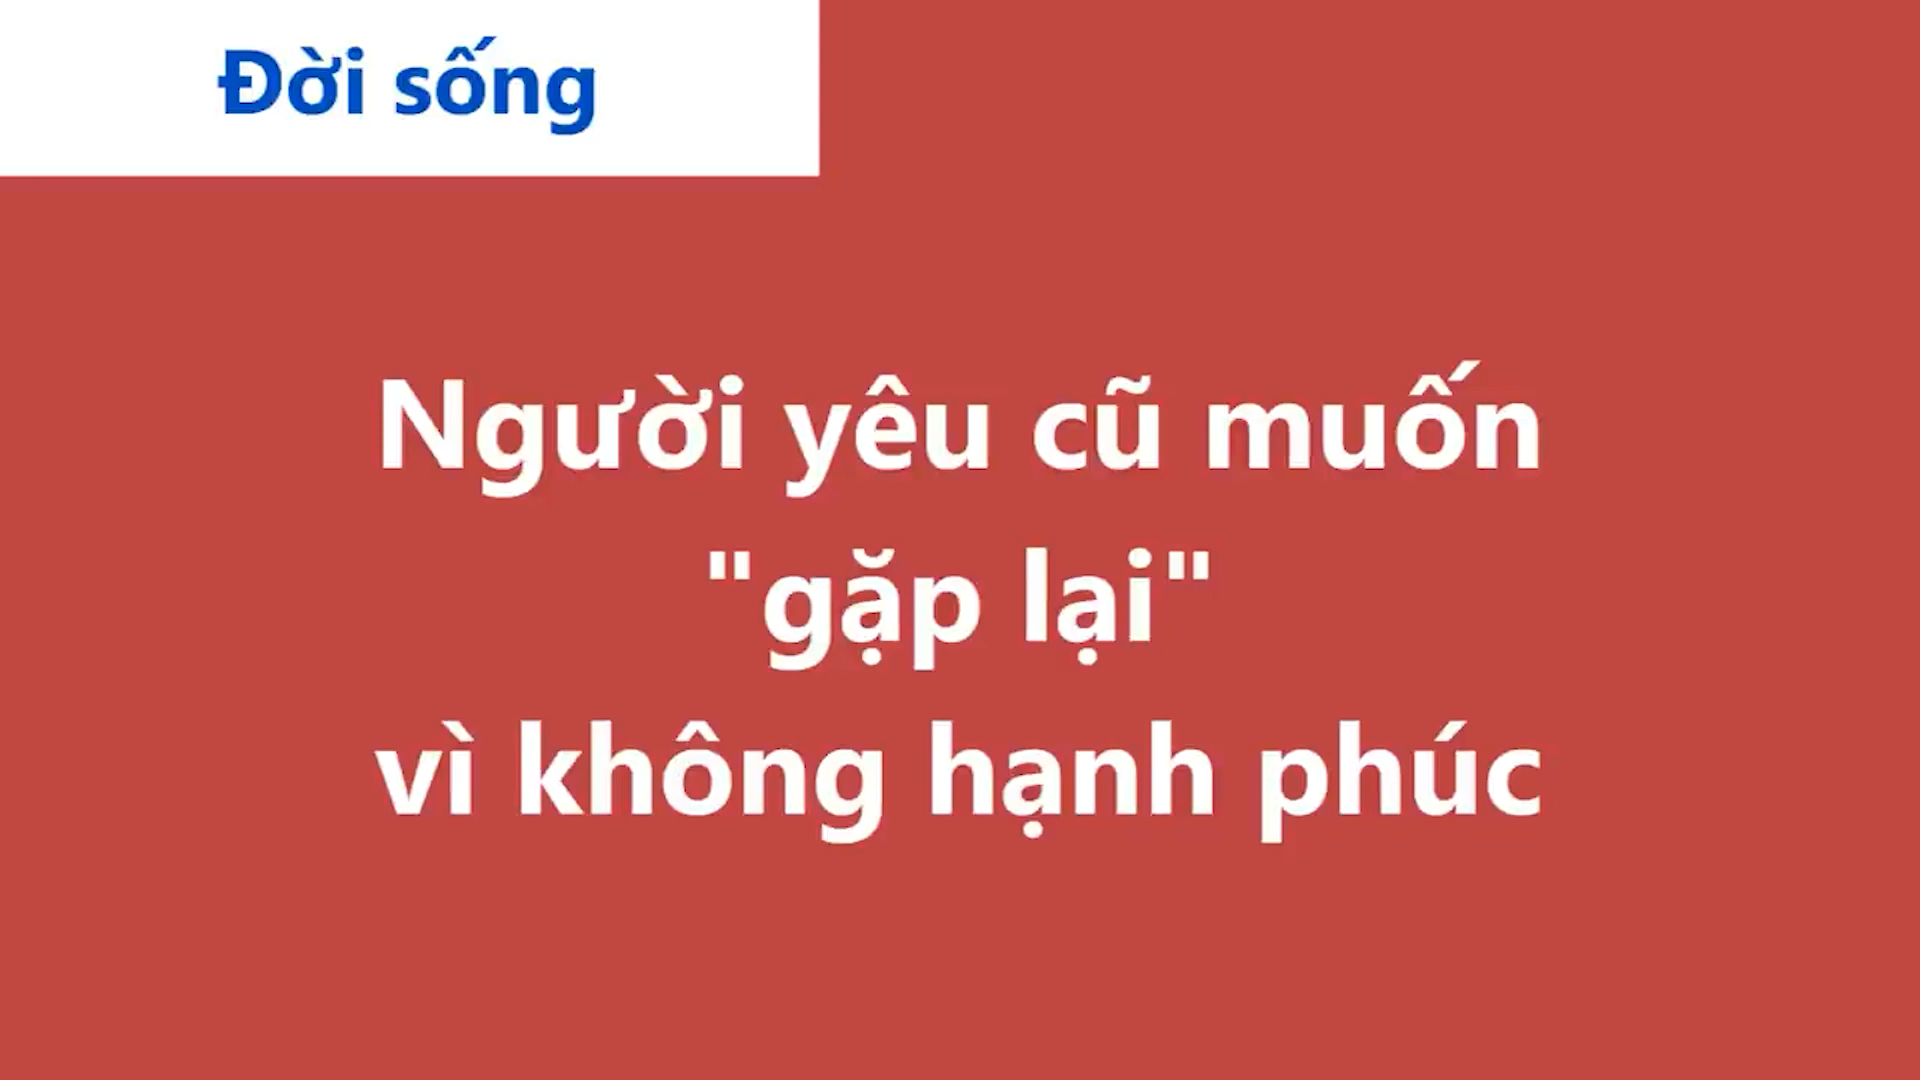 Đời sống
Người yêu cũ muốn
"gặp lại"
vì không hạnh phúc